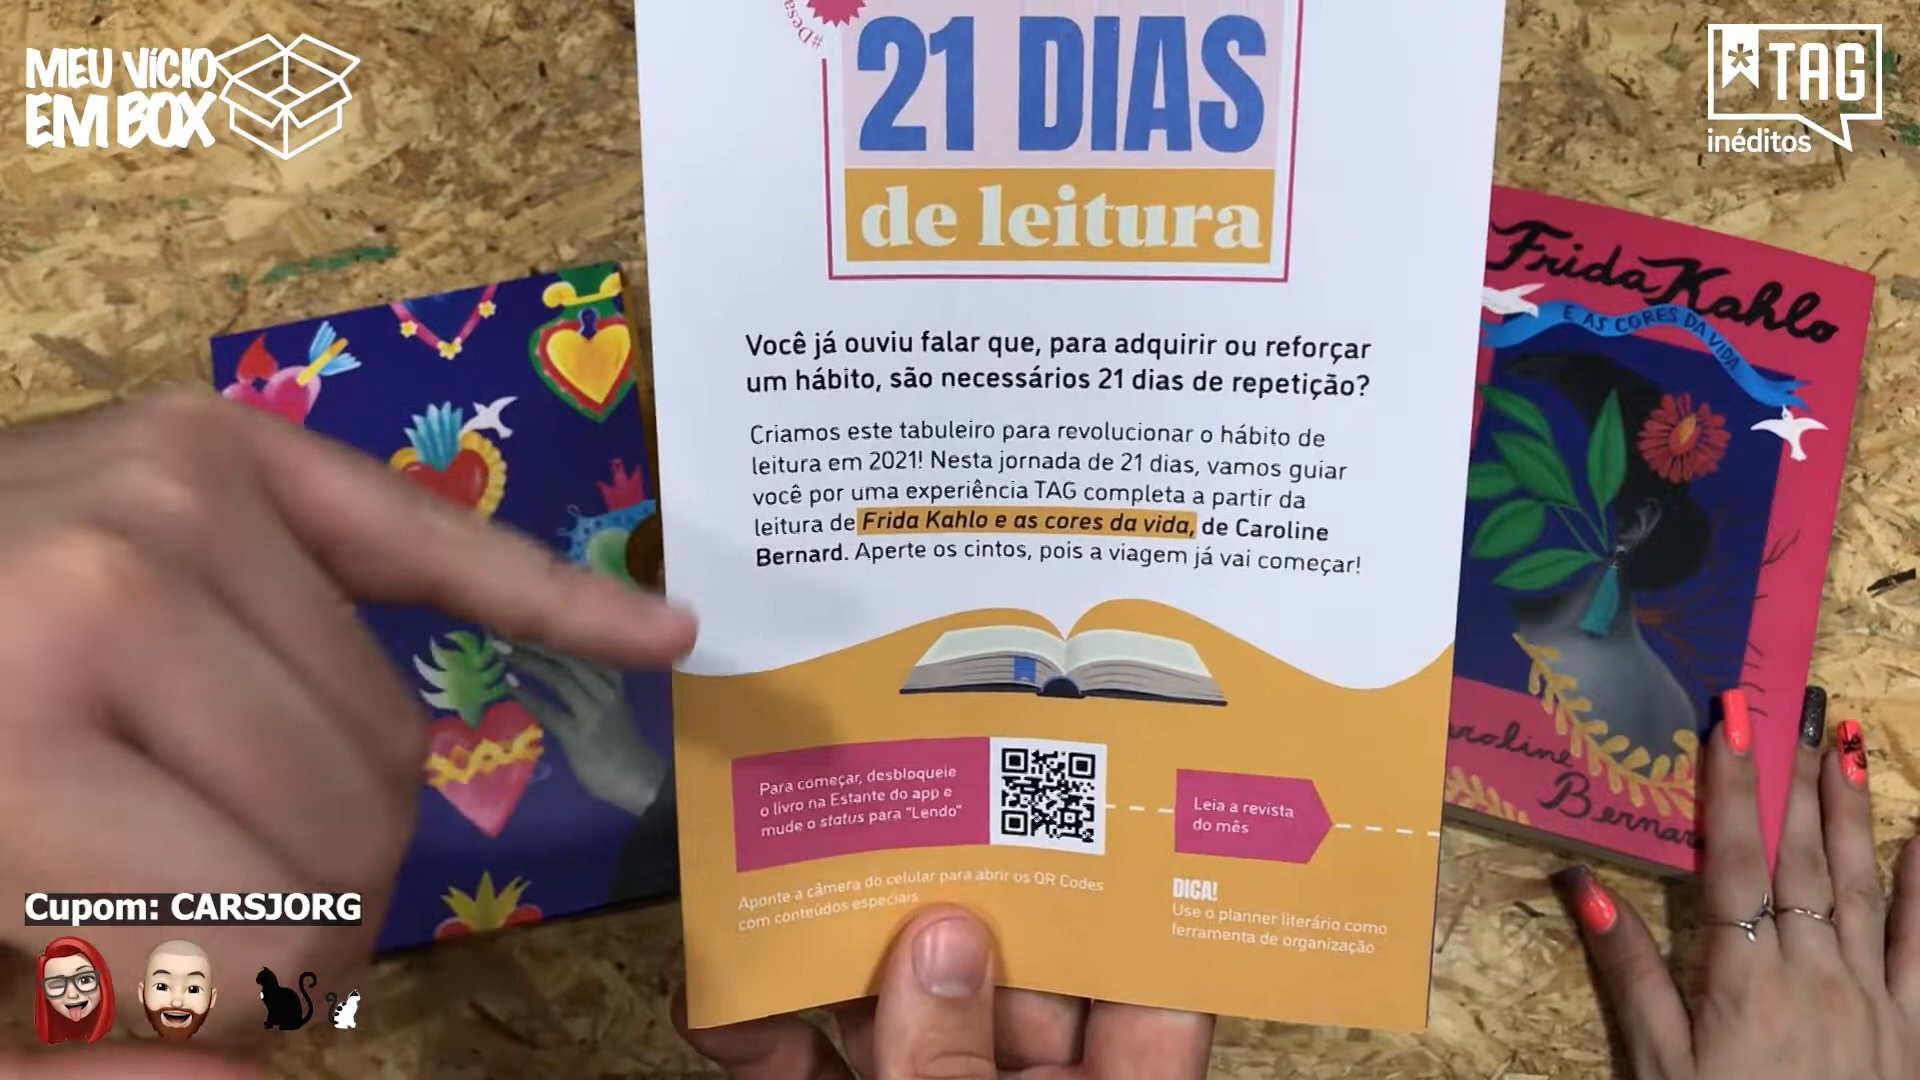 MEU VÍCIO
EM BOX
TAG
inéditos
#Desa
21 DIAS
de leitura
Você já ouviu falar que, para adquirir ou reforçar
um hábito, são necessários 21 dias de repetição?
Criamos este tabuleiro para revolucionar o hábito de
leitura em 2021! Nesta jornada de 21 dias, vamos guiar
você por uma experiência TAG completa a partir da
leitura de Frida Kahlo e as cores da vida, de Caroline
Bernard. Aperte os cintos, pois a viagem já vai começar!
Para começar, desbloqueie
o livro na Estante do app e
mude o status para "Lendo"
Aponte a câmera do celular para abrir os QR Codes
com conteúdos especiais
Leia a revista
do mês
DICA!
Use o planner literário como
ferramenta de organização
Frida Kahlo
E AS CORES DA VIDA
aroline
Bernar
Cupom: CARSJORG